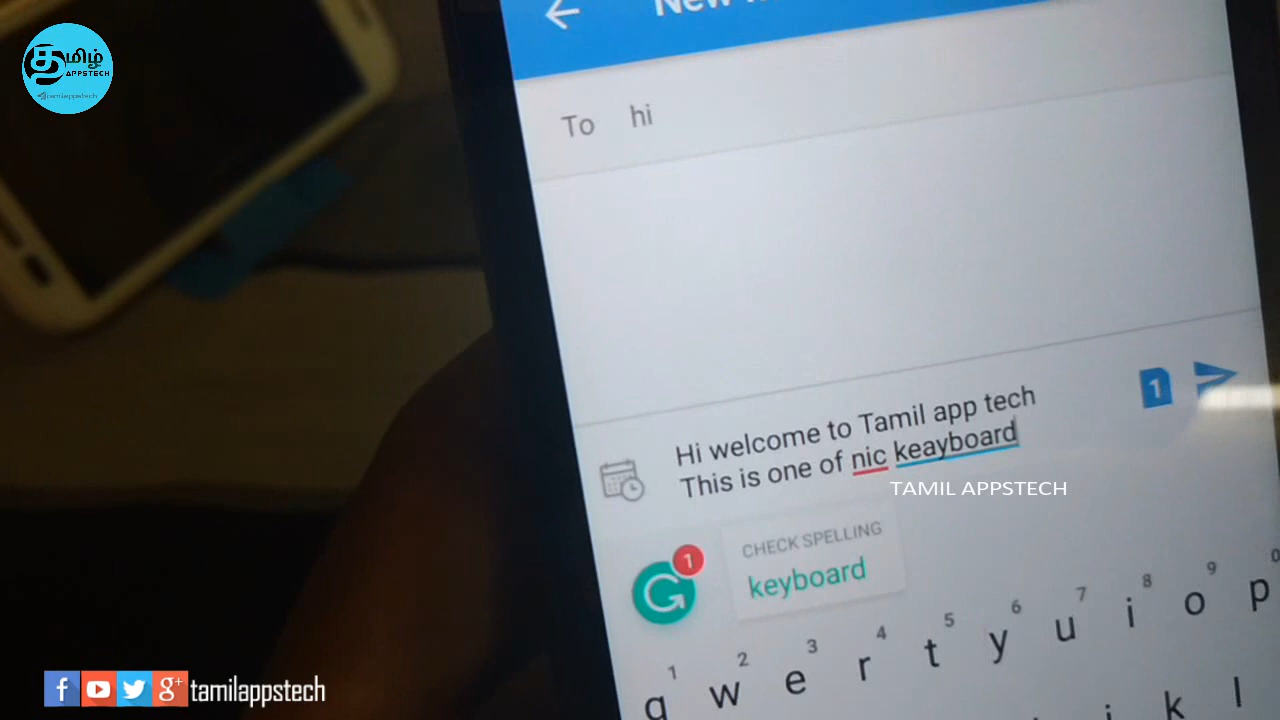 தமிழ்
APPSTECH
tamilappstech
New
To hi
1
Hi welcome to Tamil app tech
This is one of nic keayboard
TAMIL APPSTECH
1
CHECK SPELLING
keyboard
1 2 3 4 5 6 7 8 9 0
q w e r t y u i o p
k l
f g+ tamilappstech